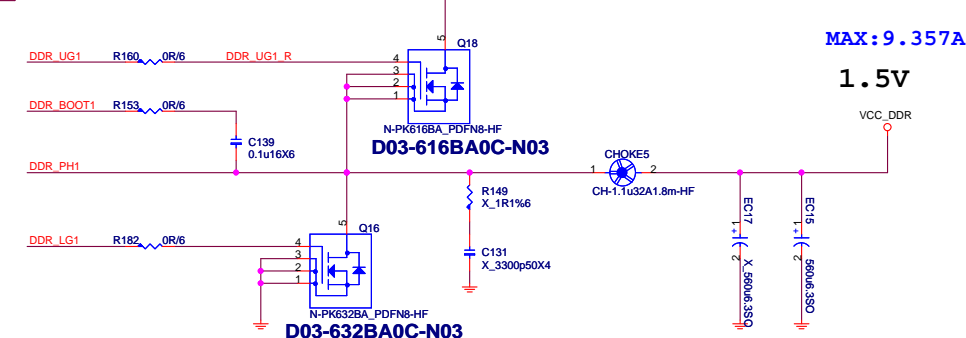 5
Q18
MAX:9.357A
DDR_UG1
R160
0R/6
DDR_UG1_R
4
3
2
1
1.5V
DDR_BOOT1
R153
0R/6
VCC_DDR
C139
0.1u16X6
N-PK616BA_PDFN8-HF
D03-616BA0C-N03
CHOKE5
DDR_PH1
1
2
CH-1.1u32A1.8m-HF
R149
X_1R1%6
EC17
EC15
5
Q16
DDR_LG1
R182
0R/6
4
3
2
1
C131
X_3300p50X4
1
+
2
X_560u6.3SO
1
+
2
560u6.3SO
N-PK632BA_PDFN8-HF
D03-632BA0C-N03